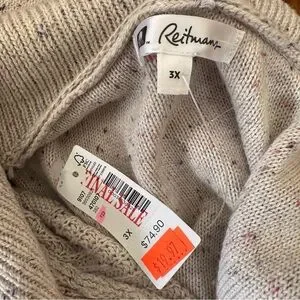 Reitmans
3X
FINAL SALE
3X
$74.90
$19.97